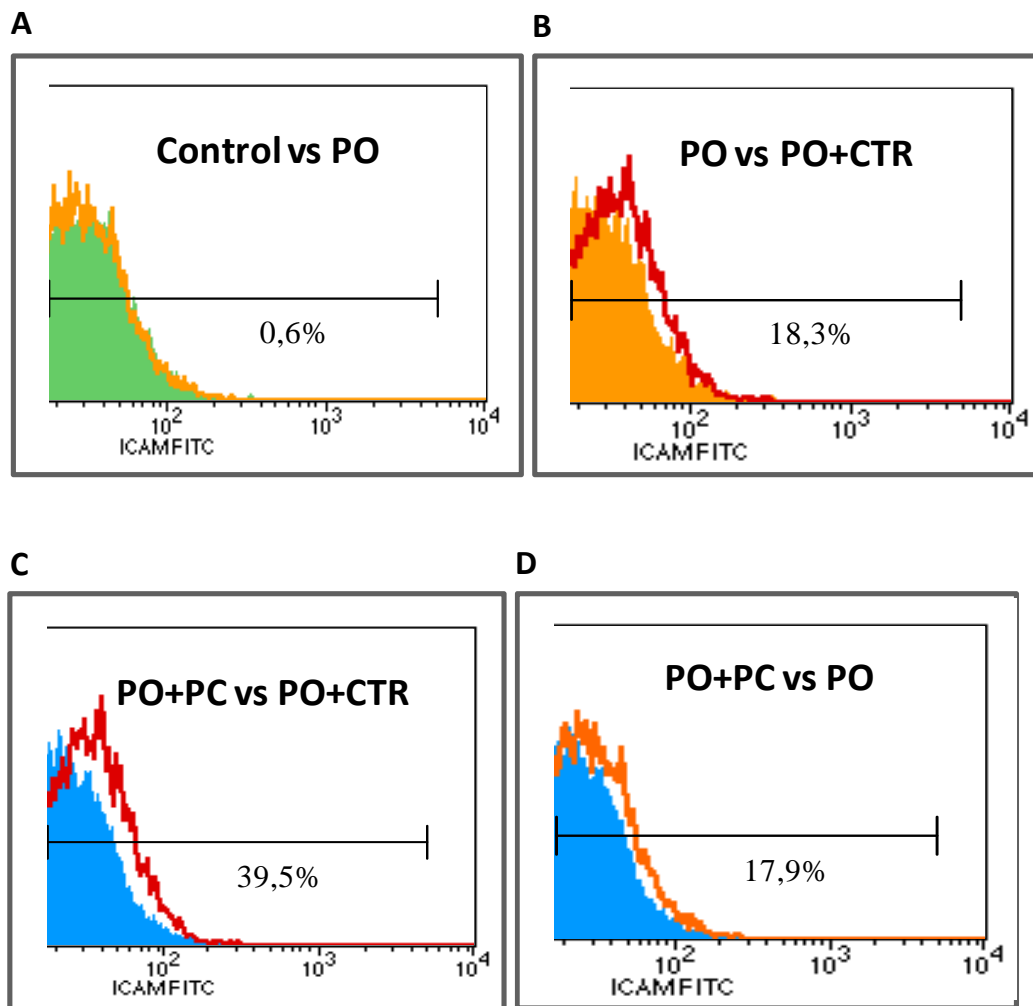 A
Control vs PO
0,6%
10² 10³ 10⁴
ICAMFITC
B
PO vs PO+CTR
18,3%
10² 10³ 10⁴
ICAMFITC
C
PO+PC vs PO+CTR
39,5%
10² 10³ 10⁴
ICAMFITC
D
PO+PC vs PO
17,9%
10² 10³ 10⁴
ICAMFITC